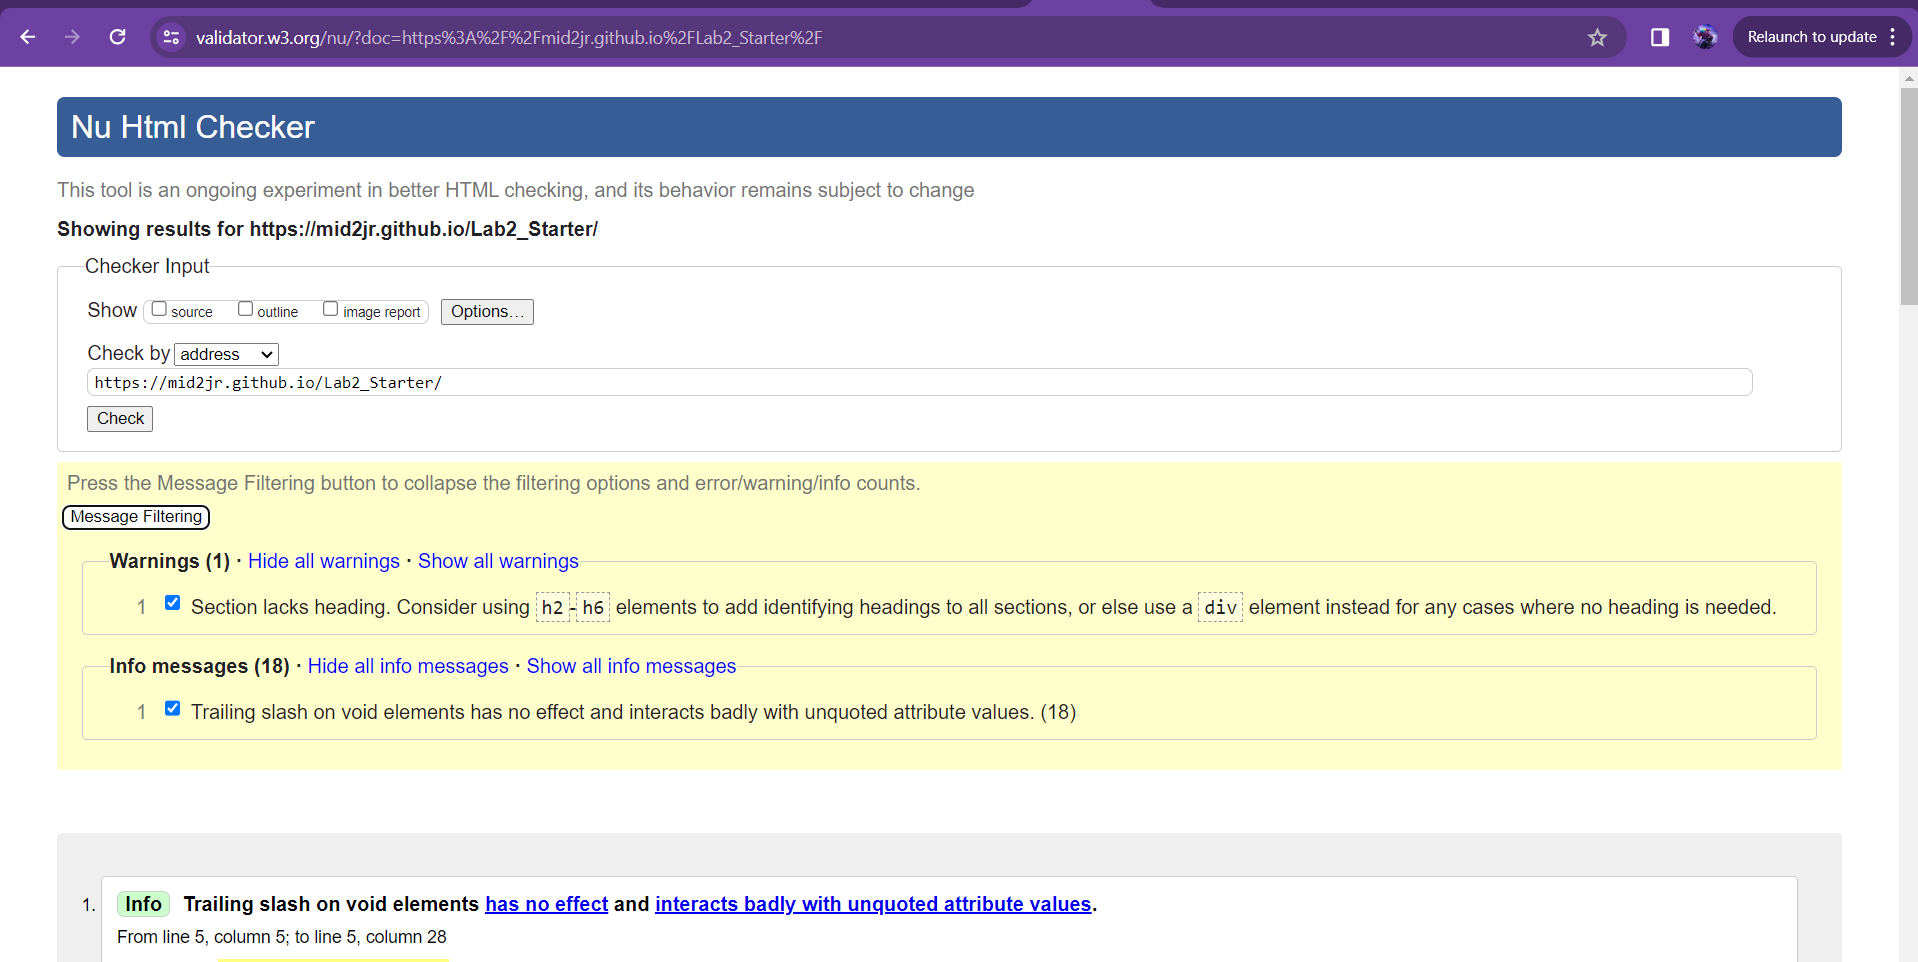 validator.w3.org/nu/?doc=https%3A%2F%2Fmid2jr.github.io%2FLab2_Starter%2F
Relaunch to update
Nu Html Checker
This tool is an ongoing experiment in better HTML checking, and its behavior remains subject to change
Showing results for https://mid2jr.github.io/Lab2_Starter/
Checker Input
Show source outline image report Options...
Check by address
https://mid2jr.github.io/Lab2_Starter/
Check
Press the Message Filtering button to collapse the filtering options and error/warning/info counts.
Message Filtering
Warnings (1) · Hide all warnings · Show all warnings
1 Section lacks heading. Consider using h2-h6 elements to add identifying headings to all sections, or else use a div element instead for any cases where no heading is needed.
Info messages (18) · Hide all info messages · Show all info messages
1 Trailing slash on void elements has no effect and interacts badly with unquoted attribute values. (18)
1. Info Trailing slash on void elements has no effect and interacts badly with unquoted attribute values.
From line 5, column 5; to line 5, column 28